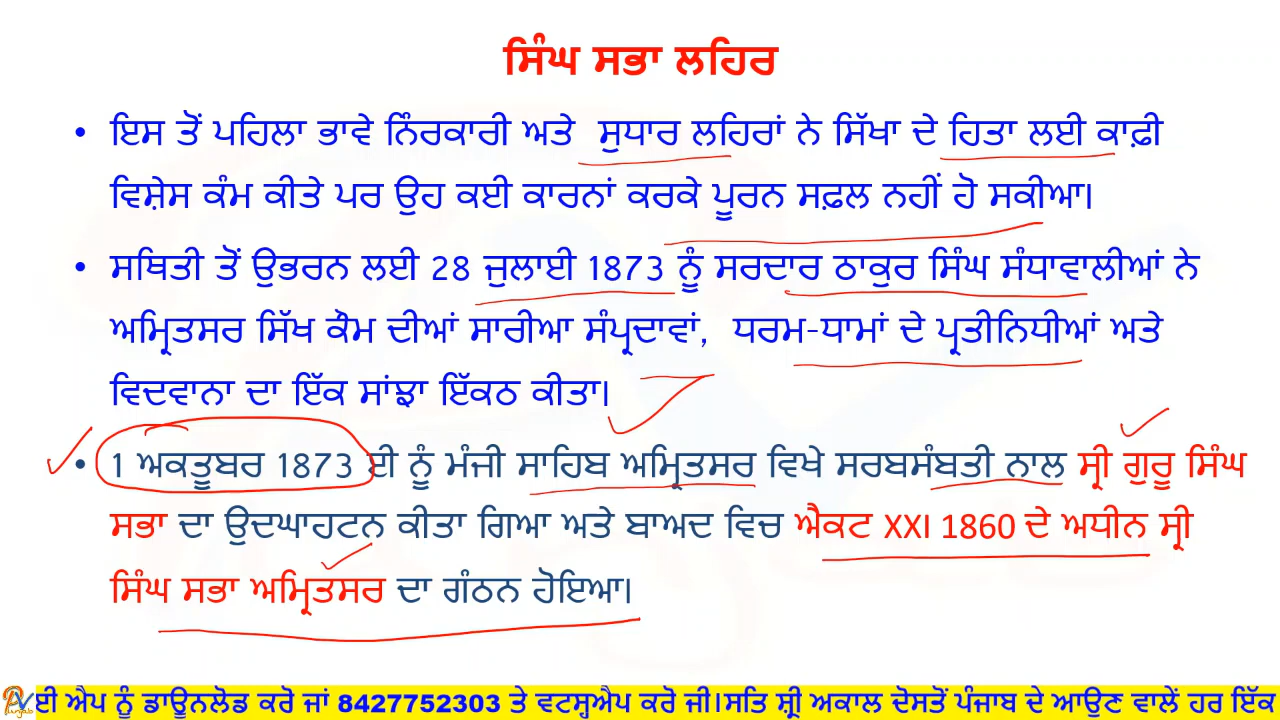 ਸਿੰਘ ਸਭਾ ਲਹਿਰ
• ਇਸ ਤੋਂ ਪਹਿਲਾ ਭਾਵੇ ਨਿੰਰਕਾਰੀ ਅਤੇ ਸੁਧਾਰ ਲਹਿਰਾਂ ਨੇ ਸਿੱਖਾ ਦੇ ਹਿਤਾ ਲਈ ਕਾਫ਼ੀ
ਵਿਸ਼ੇਸ ਕੰਮ ਕੀਤੇ ਪਰ ਉਹ ਕਈ ਕਾਰਨਾਂ ਕਰਕੇ ਪੂਰਨ ਸਫ਼ਲ ਨਹੀਂ ਹੋ ਸਕੀਆ।
• ਸਥਿਤੀ ਤੋਂ ਉਭਰਨ ਲਈ 28 ਜੁਲਾਈ 1873 ਨੂੰ ਸਰਦਾਰ ਠਾਕੁਰ ਸਿੰਘ ਸੰਧਾਵਾਲੀਆਂ ਨੇ
ਅਮ੍ਰਿਤਸਰ ਸਿੱਖ ਕੌਮ ਦੀਆਂ ਸਾਰੀਆ ਸੰਪ੍ਰਦਾਵਾਂ, ਧਰਮ-ਧਾਮਾਂ ਦੇ ਪ੍ਰਤੀਨਿਧੀਆਂ ਅਤੇ
ਵਿਦਵਾਨਾ ਦਾ ਇੱਕ ਸਾਂਝਾ ਇੱਕਠ ਕੀਤਾ।
• 1 ਅਕਤੂਬਰ 1873 ਈ ਨੂੰ ਮੰਜੀ ਸਾਹਿਬ ਅਮ੍ਰਿਤਸਰ ਵਿਖੇ ਸਰਬਸੰਬਤੀ ਨਾਲ ਸ੍ਰੀ ਗੁਰੂ ਸਿੰਘ
ਸਭਾ ਦਾ ਉਦਘਾਹਟਨ ਕੀਤਾ ਗਿਆ ਅਤੇ ਬਾਅਦ ਵਿਚ ਐਕਟ XXI 1860 ਦੇ ਅਧੀਨ ਸ੍ਰੀ
ਸਿੰਘ ਸਭਾ ਅਮ੍ਰਿਤਸਰ ਦਾ ਗੰਠਨ ਹੋਇਆ।
ਈ ਐਪ ਨੂੰ ਡਾਊਨਲੋਡ ਕਰੋ ਜਾਂ 8427752303 ਤੇ ਵਟਸ੍ਹਐਪ ਕਰੋ ਜੀ।ਸਤਿ ਸ਼੍ਰੀ ਅਕਾਲ ਦੋਸਤੋਂ ਪੰਜਾਬ ਦੇ ਆਉਣ ਵਾਲੇਂ ਹਰ ਇੱਕ